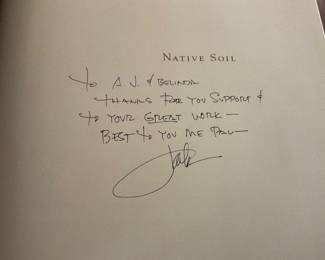 NATIVE SOIL
to A.J. & BELINDA
THANKS FOR YOU SUPPORT &
to YOUR GREAT WORK —
BEST to YOU ME PAL —